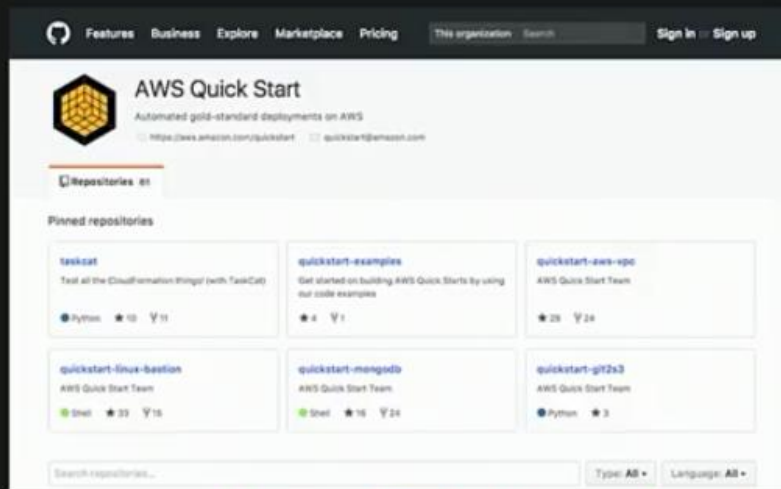 Features Business Explore Marketplace Pricing This organization Search Sign in or Sign up
AWS Quick Start
Automated gold-standard deployments on AWS
https://aws.amazon.com/quickstart quickstart@amazon.com
Repositories 81
Pinned repositories
taskcat
Test all the CloudFormation things! (with TaskCat)
Python 10 11
quickstart-examples
Get started on building AWS Quick Starts by using
our code examples
4 1
quickstart-aws-vpc
AWS Quick Start Team
28 24
quickstart-linux-bastion
AWS Quick Start Team
Shell 33 16
quickstart-mongodb
AWS Quick Start Team
Shell 16 24
quickstart-git2s3
AWS Quick Start Team
Python 3
Search repositories...
Type: All
Language: All